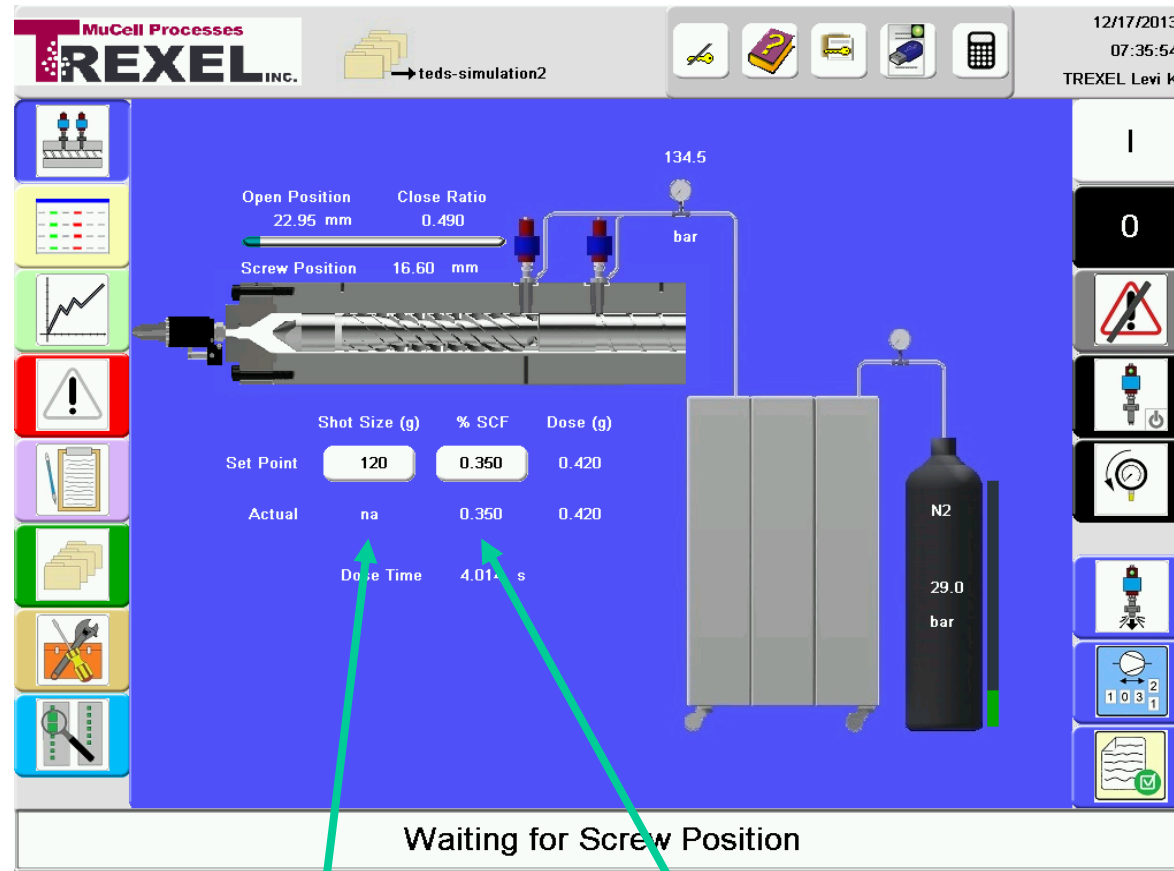 MuCell Processes
TREXEL INC.
teds-simulation2
12/17/2013
07:35:54
TREXEL Levi K
134.5
bar
Open Position Close Ratio
22.95 mm 0.490
Screw Position 16.60 mm
Shot Size (g) % SCF Dose (g)
Set Point 120 0.350 0.420
Actual na 0.350 0.420
Dose Time 4.014 s
N2
29.0
bar
I
0
1 0 3 2 1
Waiting for Screw Position